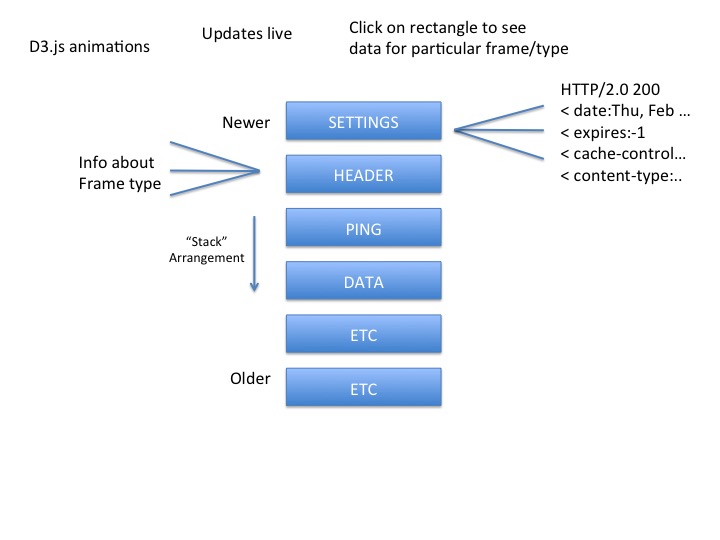 D3.js animations
Updates live
Click on rectangle to see
data for particular frame/type
HTTP/2.0 200
< date:Thu, Feb …
< expires:-1
< cache-control…
< content-type:..
Newer
SETTINGS
Info about
Frame type
HEADER
PING
“Stack”
Arrangement
DATA
ETC
Older
ETC